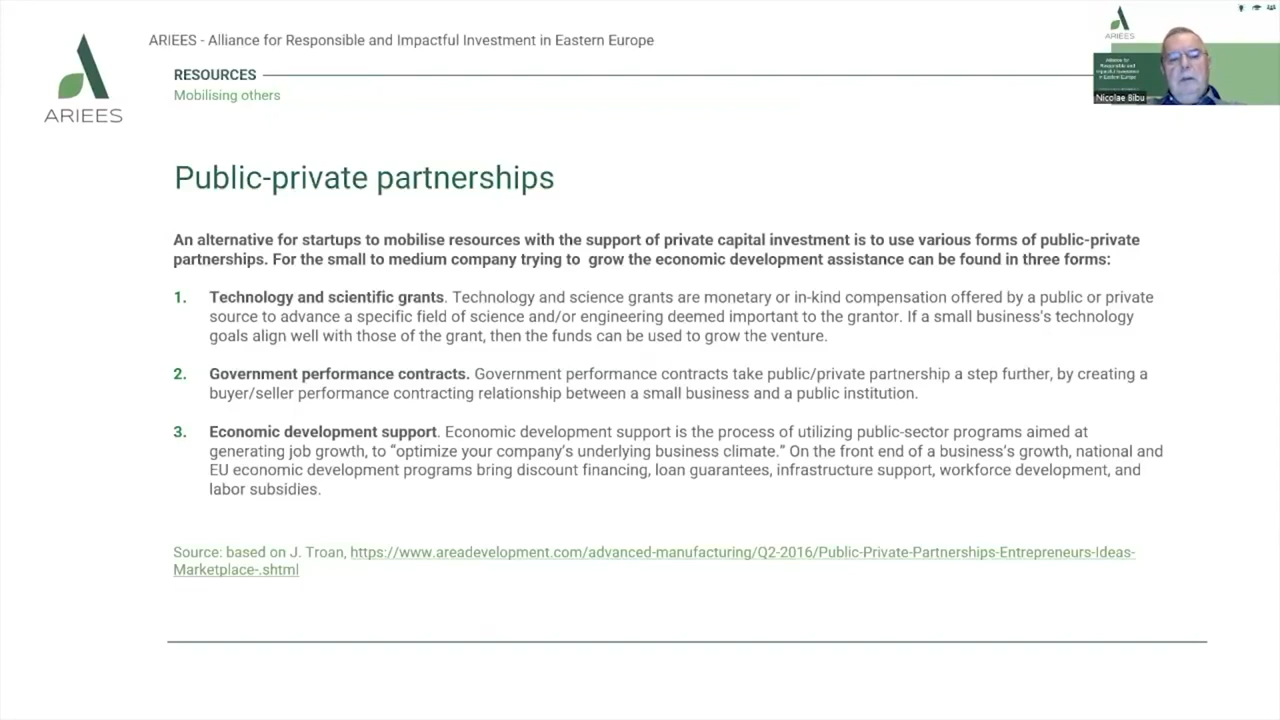 ARIEES - Alliance for Responsible and Impactful Investment in Eastern Europe
RESOURCES
Mobilising others
ARIEES
ARIEES
Alliance for
Responsible and
Impactful Investment
in Eastern Europe
Nicolae Bibu
Public-private partnerships
An alternative for startups to mobilise resources with the support of private capital investment is to use various forms of public-private
partnerships. For the small to medium company trying to  grow the economic development assistance can be found in three forms:
1. Technology and scientific grants. Technology and science grants are monetary or in-kind compensation offered by a public or private
source to advance a specific field of science and/or engineering deemed important to the grantor. If a small business's technology
goals align well with those of the grant, then the funds can be used to grow the venture.
2. Government performance contracts. Government performance contracts take public/private partnership a step further, by creating a
buyer/seller performance contracting relationship between a small business and a public institution.
3. Economic development support. Economic development support is the process of utilizing public-sector programs aimed at
generating job growth, to “optimize your company's underlying business climate.” On the front end of a business's growth, national and
EU economic development programs bring discount financing, loan guarantees, infrastructure support, workforce development, and
labor subsidies.
Source: based on J. Troan, https://www.areadevelopment.com/advanced-manufacturing/Q2-2016/Public-Private-Partnerships-Entrepreneurs-Ideas-
Marketplace-.shtml